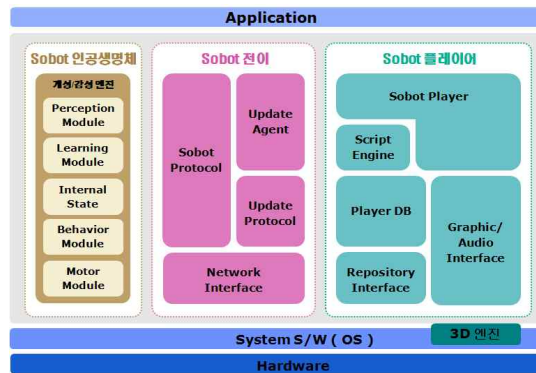 Application
Sobot 인공생명체
개성/감성 엔진
Perception
Module
Learning
Module
Internal
State
Behavior
Module
Motor
Module
Sobot 전이
Sobot
Protocol
Update
Agent
Update
Protocol
Network
Interface
Sobot 플레이어
Sobot Player
Script
Engine
Player DB
Graphic/
Audio
Interface
Repository
Interface
System S/W ( OS )
3D 엔진
Hardware